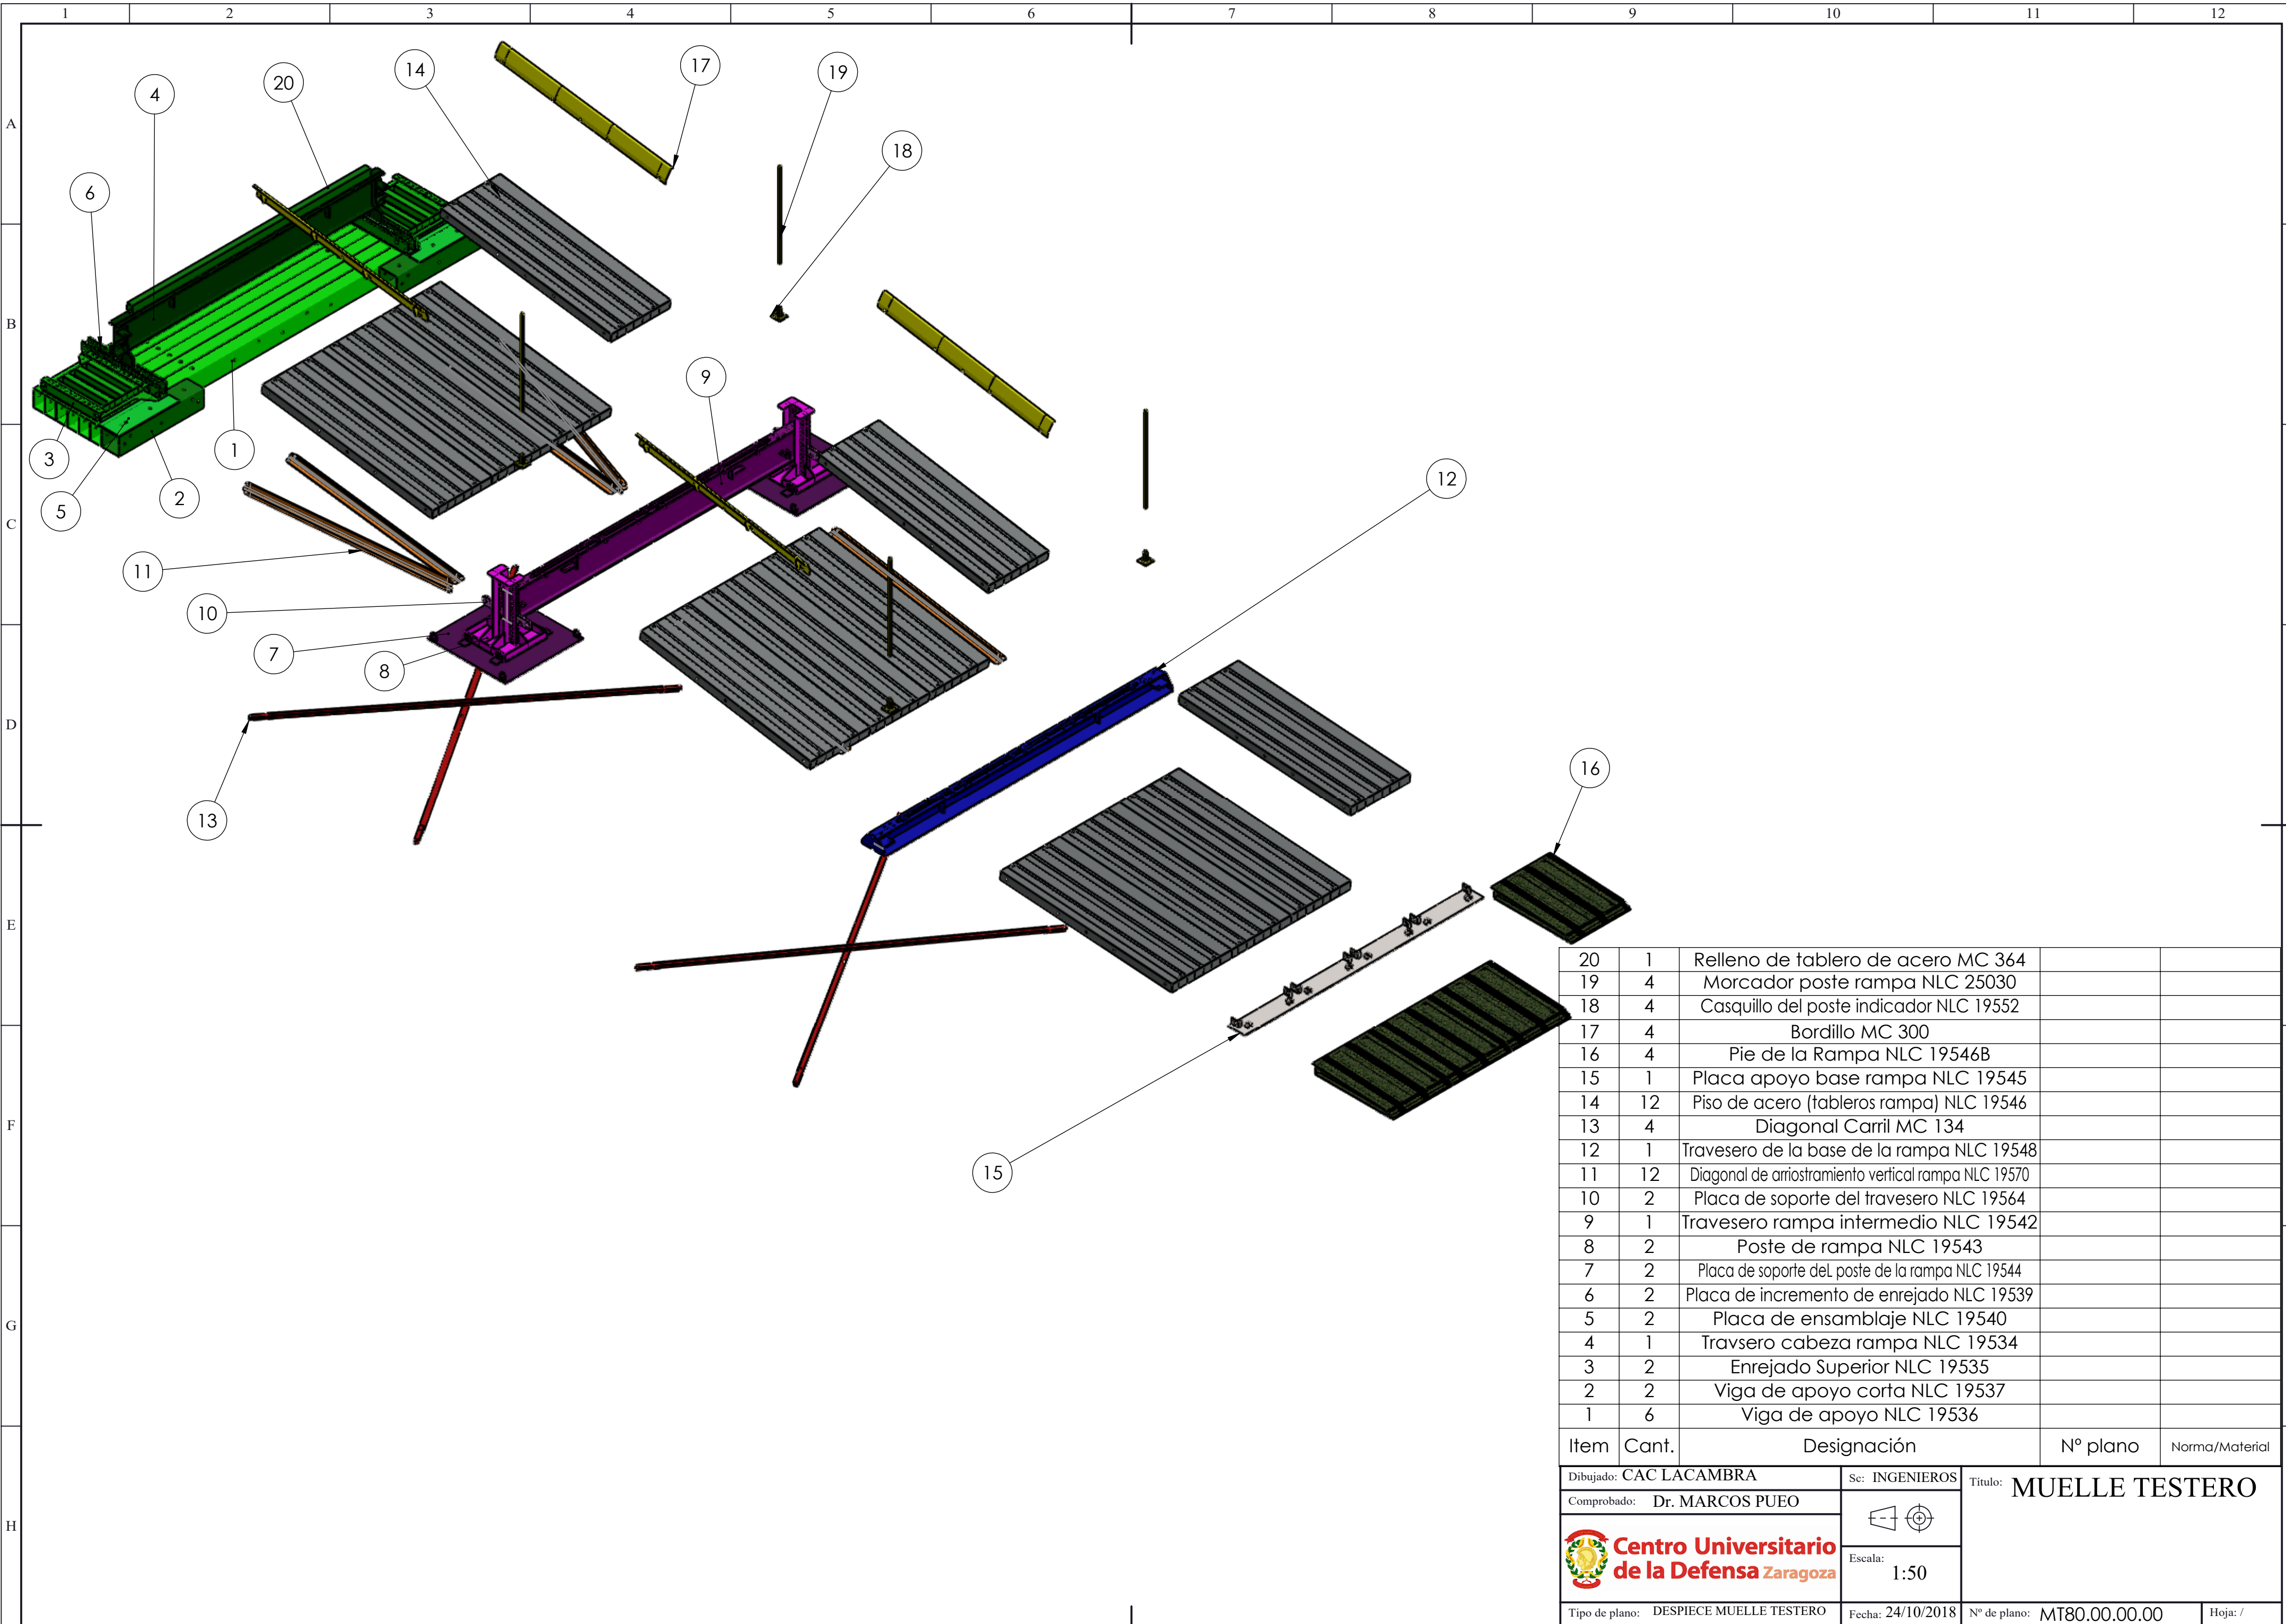 1 2 3 4 5 6 7 8 9 10 11 12
A
B
C
D
E
F
G
H
4
20
14
17
19
18
6
9
3
5
2
1
12
11
10
7
8
13
16
15
20 1 Relleno de tablero de acero MC 364
19 4 Morcador poste rampa NLC 25030
18 4 Casquillo del poste indicador NLC 19552
17 4 Bordillo MC 300
16 4 Pie de la Rampa NLC 19546B
15 1 Placa apoyo base rampa NLC 19545
14 12 Piso de acero (tableros rampa) NLC 19546
13 4 Diagonal Carril MC 134
12 1 Travesero de la base de la rampa NLC 19548
11 12 Diagonal de arriostramiento vertical rampa NLC 19570
10 2 Placa de soporte del travesero NLC 19564
9 1 Travesero rampa intermedio NLC 19542
8 2 Poste de rampa NLC 19543
7 2 Placa de soporte deL poste de la rampa NLC 19544
6 2 Placa de incremento de enrejado NLC 19539
5 2 Placa de ensamblaje NLC 19540
4 1 Travsero cabeza rampa NLC 19534
3 2 Enrejado Superior NLC 19535
2 2 Viga de apoyo corta NLC 19537
1 6 Viga de apoyo NLC 19536
Item Cant. Designación Nº plano Norma/Material
Dibujado: CAC LACAMBRA Sc: INGENIEROS Título: MUELLE TESTERO
Comprobado: Dr. MARCOS PUEO
Centro Universitario
de la Defensa Zaragoza
Escala:
1:50
Tipo de plano: DESPIECE MUELLE TESTERO Fecha: 24/10/2018 Nº de plano: MT80.00.00.00 Hoja: /